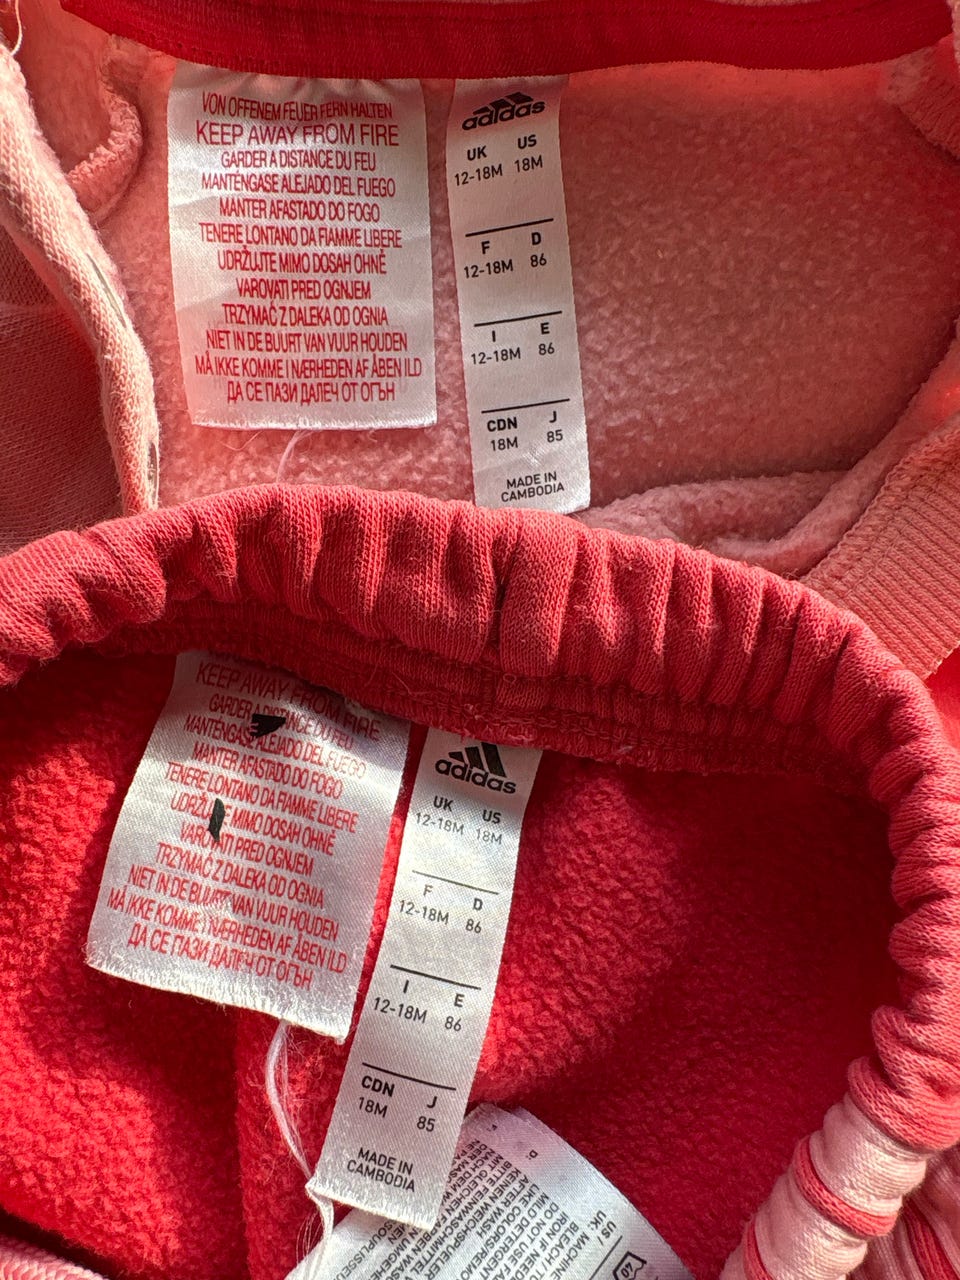 VON OFFENEM FEUER FERN HALTEN
KEEP AWAY FROM FIRE
GARDER A DISTANCE DU FEU
MANTÉNGASE ALEJADO DEL FUEGO
MANTER AFASTADO DO FOGO
TENERE LONTANO DA FIAMME LIBERE
UDRŽUJTE MIMO DOSAH OHNĚ
VAROVATI PRED OGNJEM
TRZYMAĆ Z DALEKA OD OGNIA
NIET IN DE BUURT VAN VUUR HOUDEN
MÅ IKKE KOMME I NÆRHEDEN AF ÅBEN ILD
ДА СЕ ПАЗИ ДАЛЕЧ ОТ ОГЪН
adidas
UK US
12-18M 18M
F D
12-18M 86
I E
12-18M 86
CDN J
18M 85
MADE IN
CAMBODIA
KEEP AWAY FROM FIRE
GARDER A DISTANCE DU FEU
MANTÉNGASE ALEJADO DEL FUEGO
MANTER AFASTADO DO FOGO
TENERE LONTANO DA FIAMME LIBERE
MIMO DOSAH OHNĚ
VAROVATI PRED OGNJEM
TRZYMAĆ Z DALEKA OD OGNIA
NIET IN DE BUURT VAN VUUR HOUDEN
MÅ IKKE KOMME I NÆRHEDEN AF ÅBEN ILD
ДА СЕ ПАЗИ ДАЛЕЧ ОТ ОГЪН
adidas
UK US
12-18M 18M
F D
12-18M 86
I E
12-18M 86
CDN J
18M 85
MADE IN
CAMBODIA